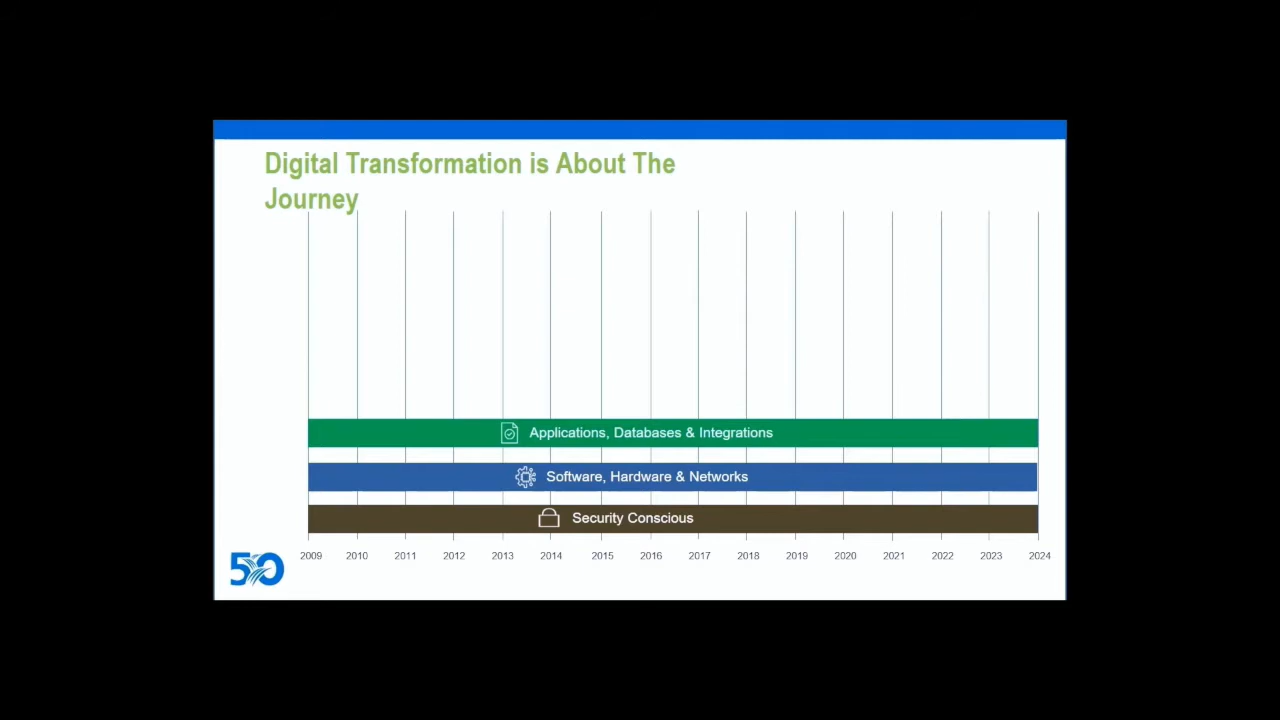 Digital Transformation is About The
Journey
Applications, Databases & Integrations
Software, Hardware & Networks
Security Conscious
2009 2010 2011 2012 2013 2014 2015 2016 2017 2018 2019 2020 2021 2022 2023 2024
50